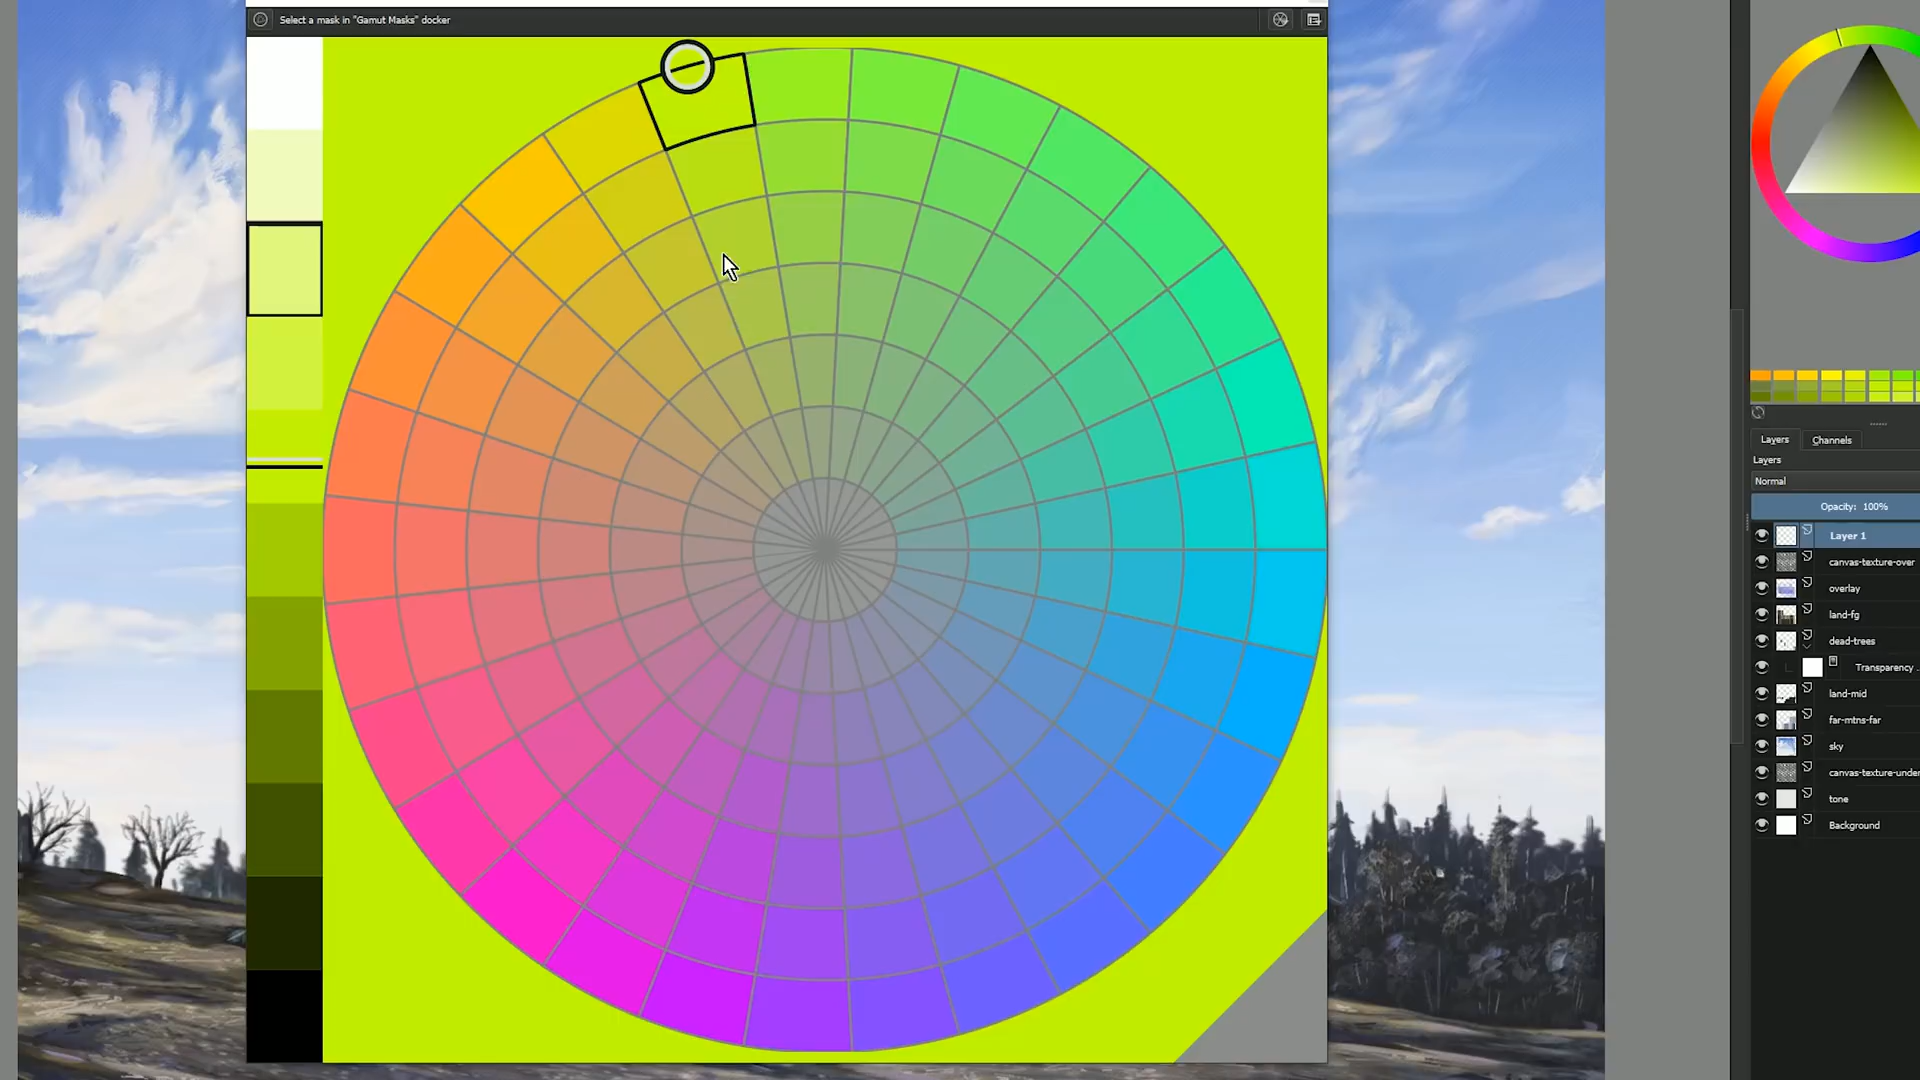 Select a mask in "Gamut Masks" docker
Layers Channels
Layers
Normal
Opacity: 100%
Layer 1
canvas-texture-over
overlay
land-fg
dead-trees
Transparency ..
land-mid
far-mtns-far
sky
canvas-texture-under
tone
Background